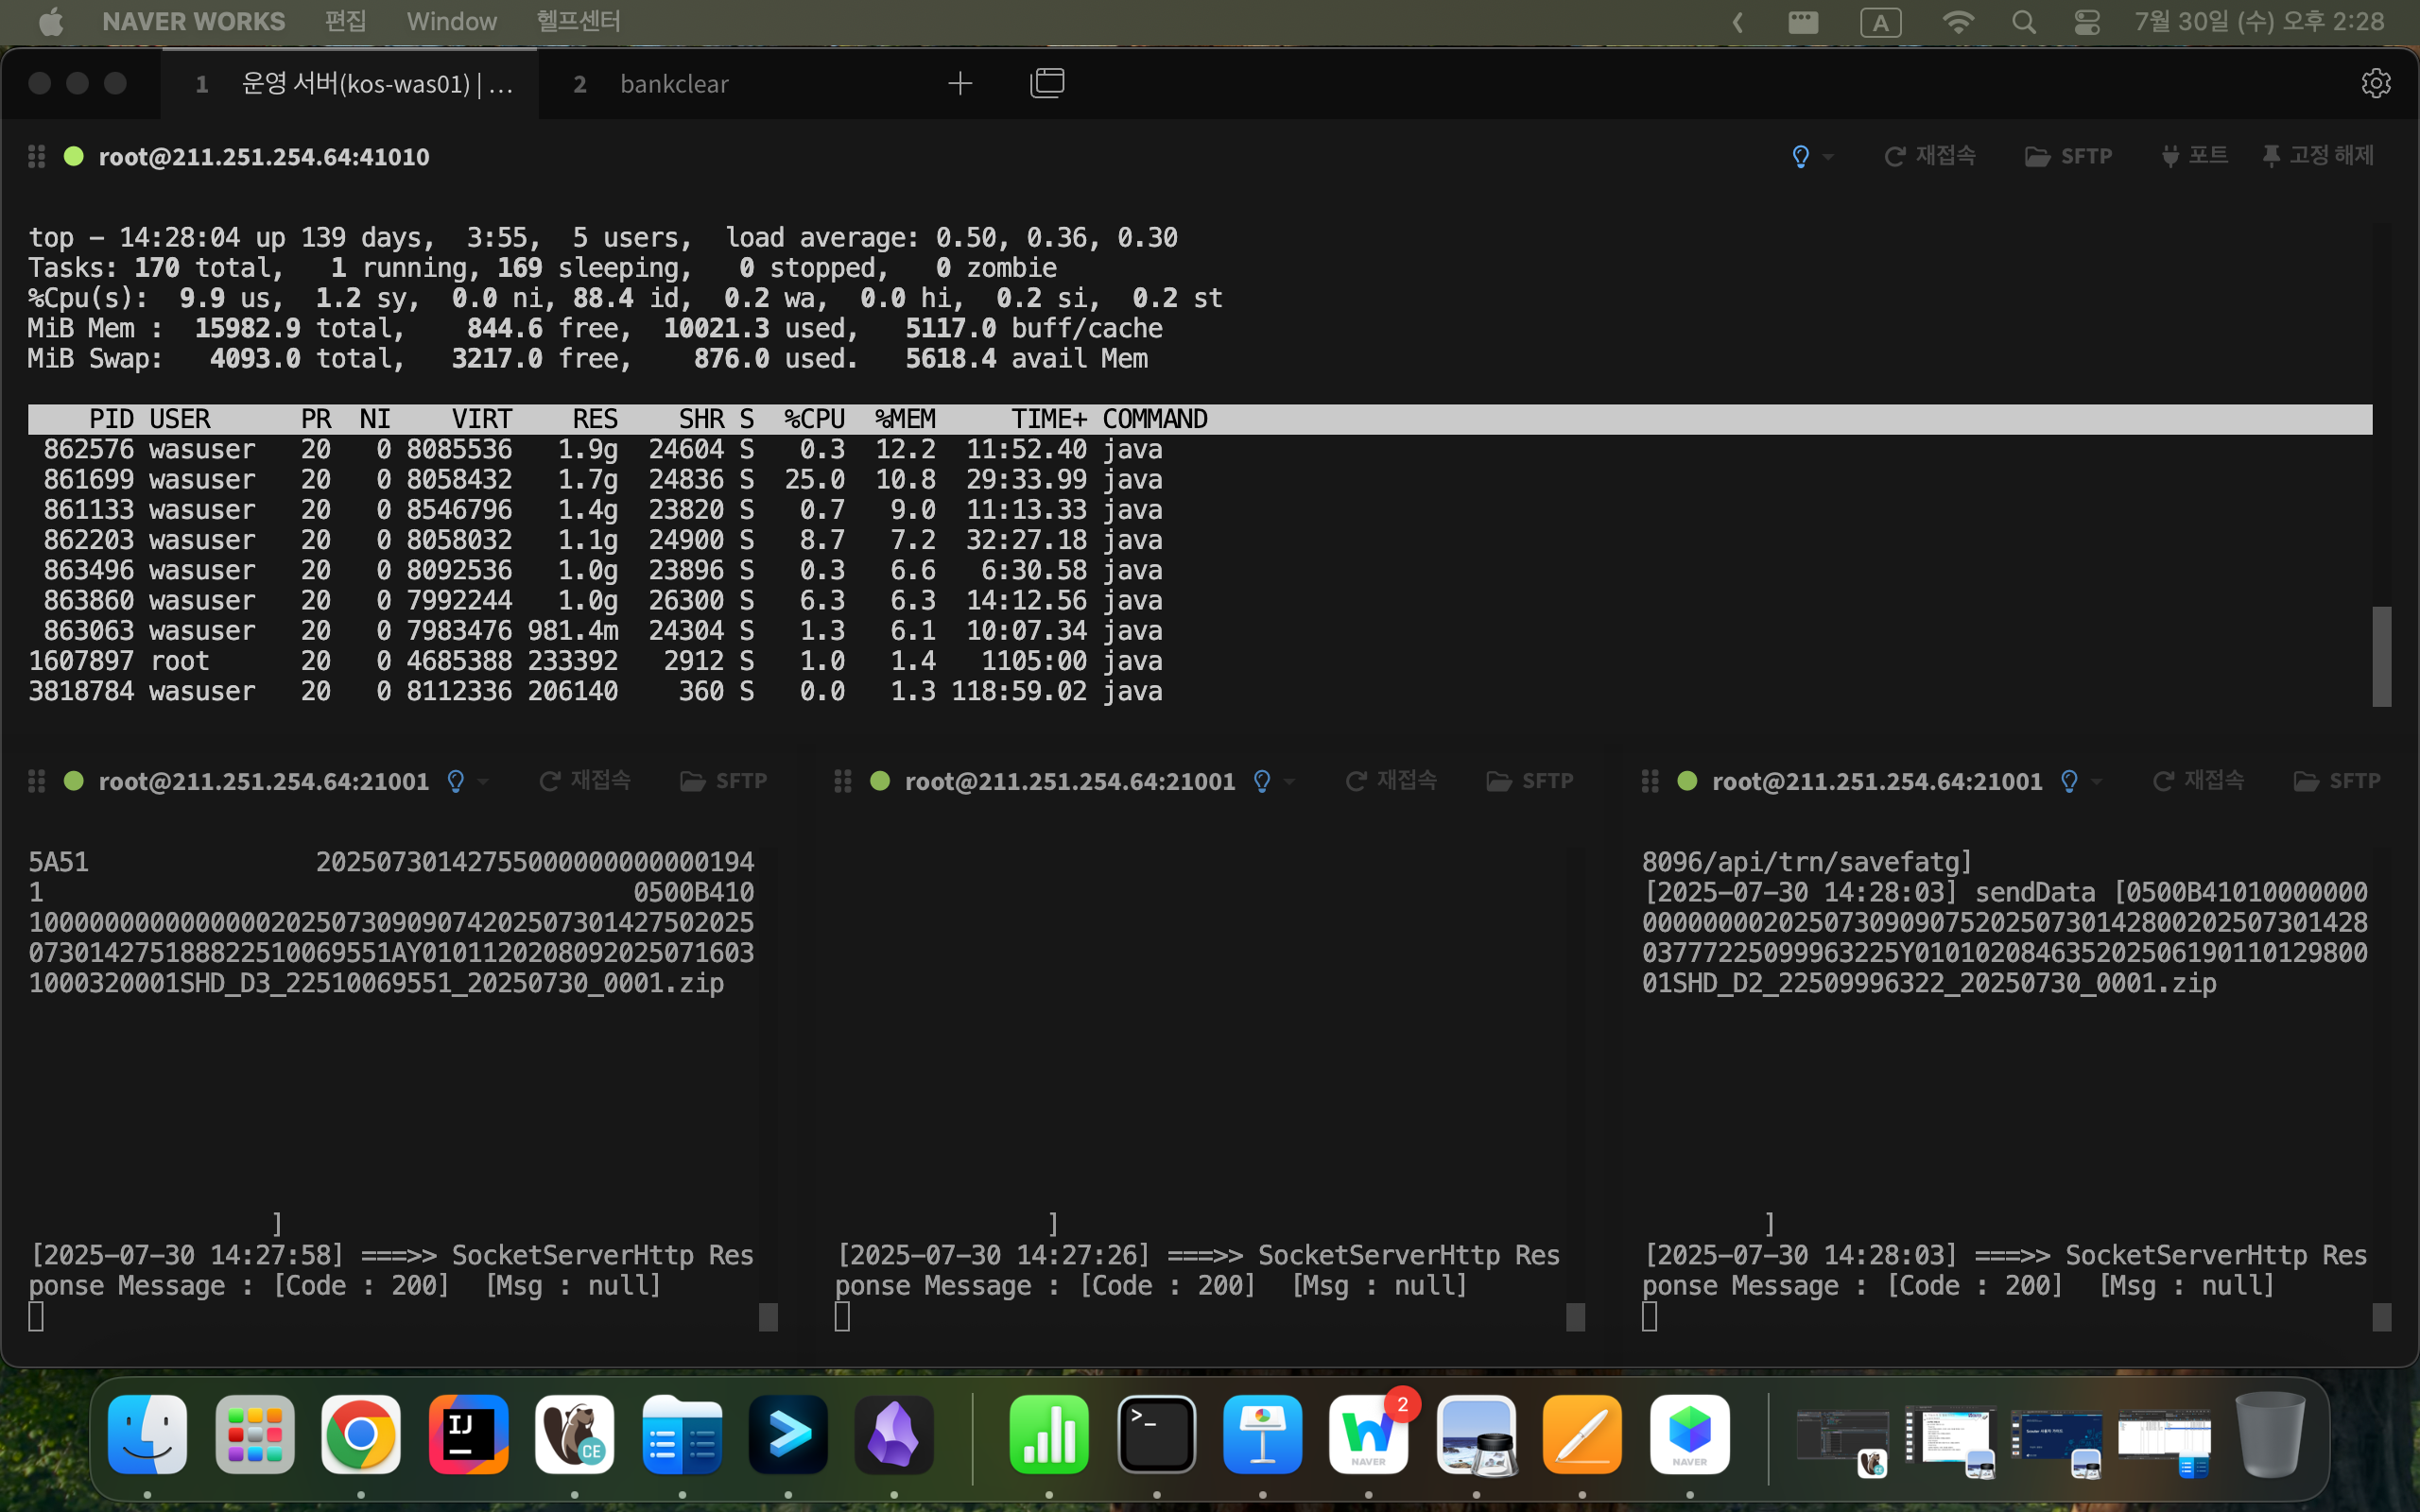 NAVER WORKS 편집 Window 헬프센터 A 7월 30일 (수) 오후 2:28
1 운영 서버(kos-was01) | ... 2 bankclear
root@211.251.254.64:41010 재접속 SFTP 포트 고정 해제
top - 14:28:04 up 139 days,  3:55,  5 users,  load average: 0.50, 0.36, 0.30
Tasks: 170 total,   1 running, 169 sleeping,   0 stopped,   0 zombie
%Cpu(s):  9.9 us,  1.2 sy,  0.0 ni, 88.4 id,  0.2 wa,  0.0 hi,  0.2 si,  0.2 st
MiB Mem :  15982.9 total,    844.6 free,  10021.3 used,   5117.0 buff/cache
MiB Swap:   4093.0 total,   3217.0 free,    876.0 used.   5618.4 avail Mem
PID USER PR NI VIRT RES SHR S %CPU %MEM TIME+ COMMAND
862576 wasuser 20 0 8085536 1.9g 24604 S 0.3 12.2 11:52.40 java
861699 wasuser 20 0 8058432 1.7g 24836 S 25.0 10.8 29:33.99 java
861133 wasuser 20 0 8546796 1.4g 23820 S 0.7 9.0 11:13.33 java
862203 wasuser 20 0 8058032 1.1g 24900 S 8.7 7.2 32:27.18 java
863496 wasuser 20 0 8092536 1.0g 23896 S 0.3 6.6 6:30.58 java
863860 wasuser 20 0 7992244 1.0g 26300 S 6.3 6.3 14:12.56 java
863063 wasuser 20 0 7983476 981.4m 24304 S 1.3 6.1 10:07.34 java
1607897 root 20 0 4685388 233392 2912 S 1.0 1.4 1105:00 java
3818784 wasuser 20 0 8112336 206140 360 S 0.0 1.3 118:59.02 java
root@211.251.254.64:21001 재접속 SFTP
5A51 20250730142755000000000000194
1 0500B410
100000000000000020250730909074202507301427502025
073014275188822510069551AY0101120208092025071603
1000320001SHD_D3_22510069551_20250730_0001.zip
]
[2025-07-30 14:27:58] ===>> SocketServerHttp Res
ponse Message : [Code : 200]  [Msg : null]
root@211.251.254.64:21001 재접속 SFTP
]
[2025-07-30 14:27:26] ===>> SocketServerHttp Res
ponse Message : [Code : 200]  [Msg : null]
root@211.251.254.64:21001 재접속 SFTP
8096/api/trn/savefatg]
[2025-07-30 14:28:03] sendData [0500B41010000000
000000002025073090907520250730142800202507301428
037772250999632​25Y010102084635202506190110129800
01SHD_D2_22509996322_20250730_0001.zip
]
[2025-07-30 14:28:03] ===>> SocketServerHttp Res
ponse Message : [Code : 200]  [Msg : null]
IJ
CE
>_
NAVER
2
NAVER